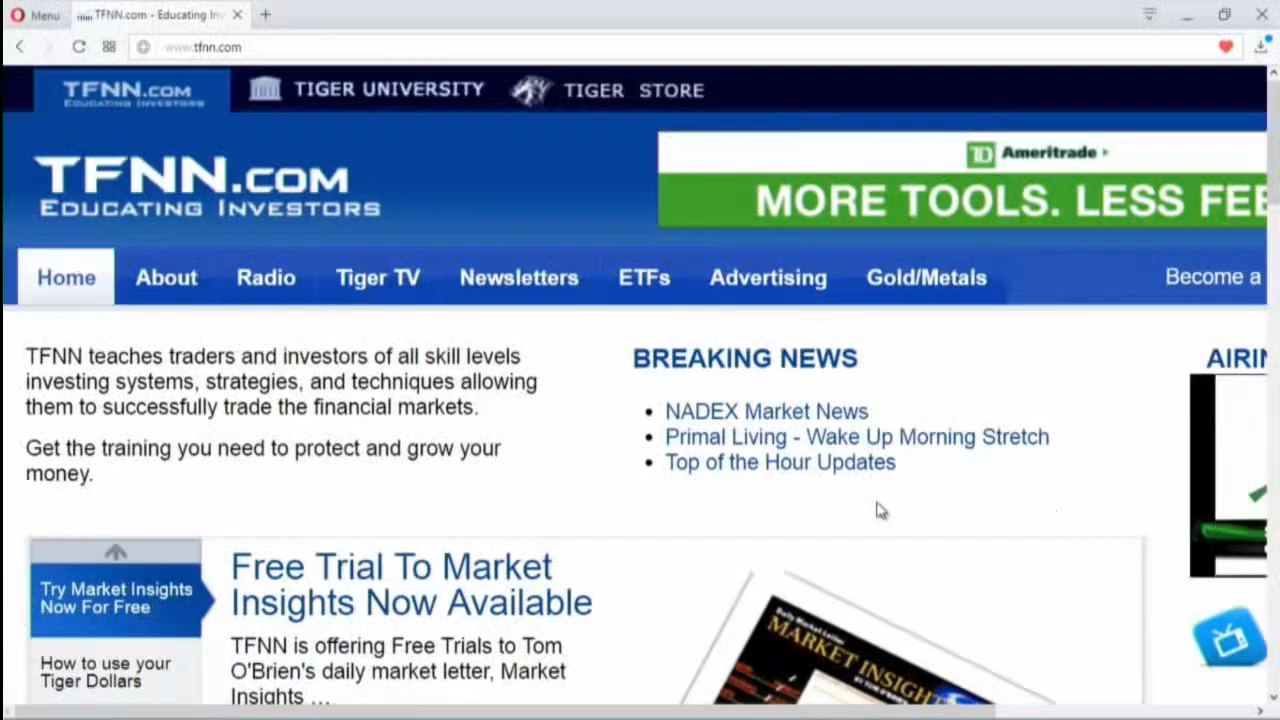 Menu
TFNN.com - Educating In
www.tfnn.com
TFNN.COM
EDUCATING INVESTORS
TIGER UNIVERSITY
TIGER STORE
TFNN.COM
EDUCATING INVESTORS
TD Ameritrade
MORE TOOLS. LESS FEE
Home
About
Radio
Tiger TV
Newsletters
ETFs
Advertising
Gold/Metals
Become a
TFNN teaches traders and investors of all skill levels
investing systems, strategies, and techniques allowing
them to successfully trade the financial markets.
Get the training you need to protect and grow your
money.
BREAKING NEWS
• NADEX Market News
• Primal Living - Wake Up Morning Stretch
• Top of the Hour Updates
AIRIN
Try Market Insights
Now For Free
How to use your
Tiger Dollars
Free Trial To Market
Insights Now Available
TFNN is offering Free Trials to Tom
O'Brien's daily market letter, Market
Insights ...
Daily Market Letter
MARKET INSIGH